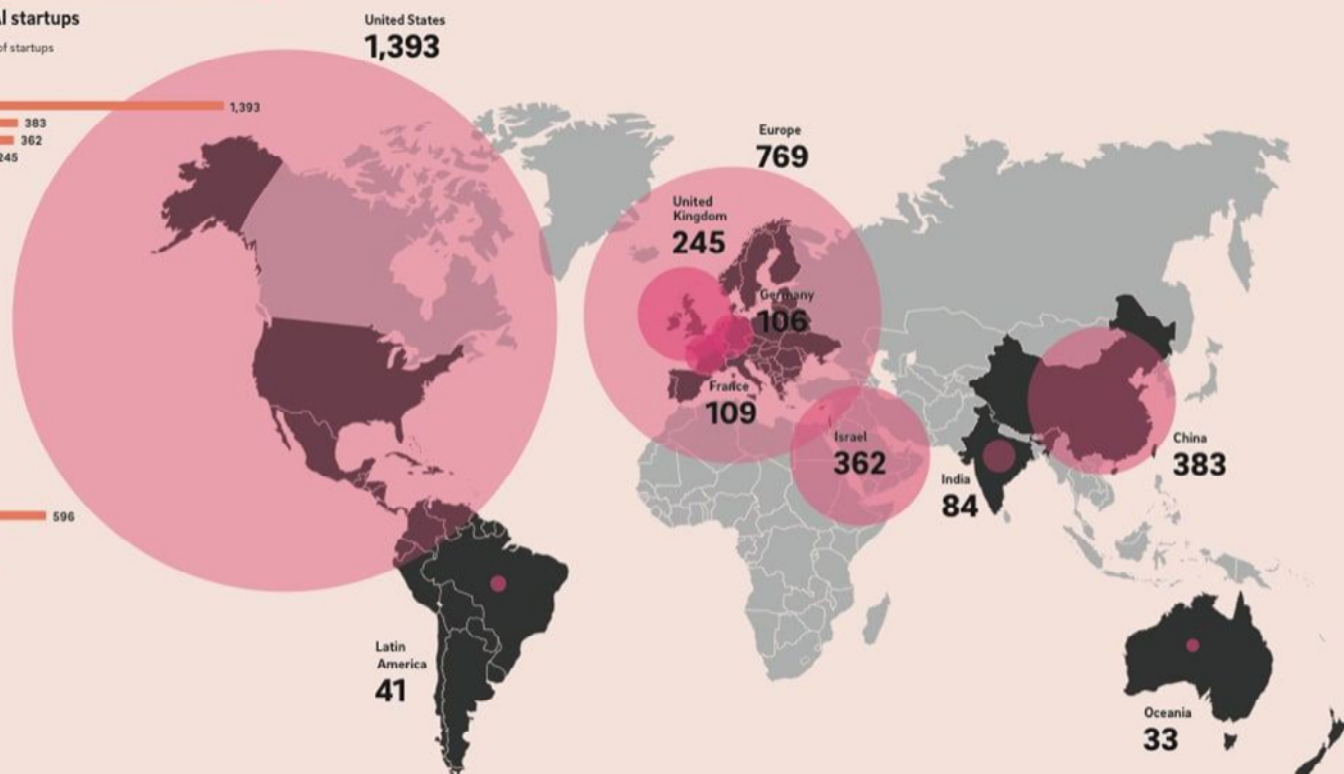 AI startups
of startups
1,393
383
362
245
596
United States
1,393
Europe
769
United
Kingdom
245
Germany
106
France
109
Israel
362
India
84
China
383
Latin
America
41
Oceania
33